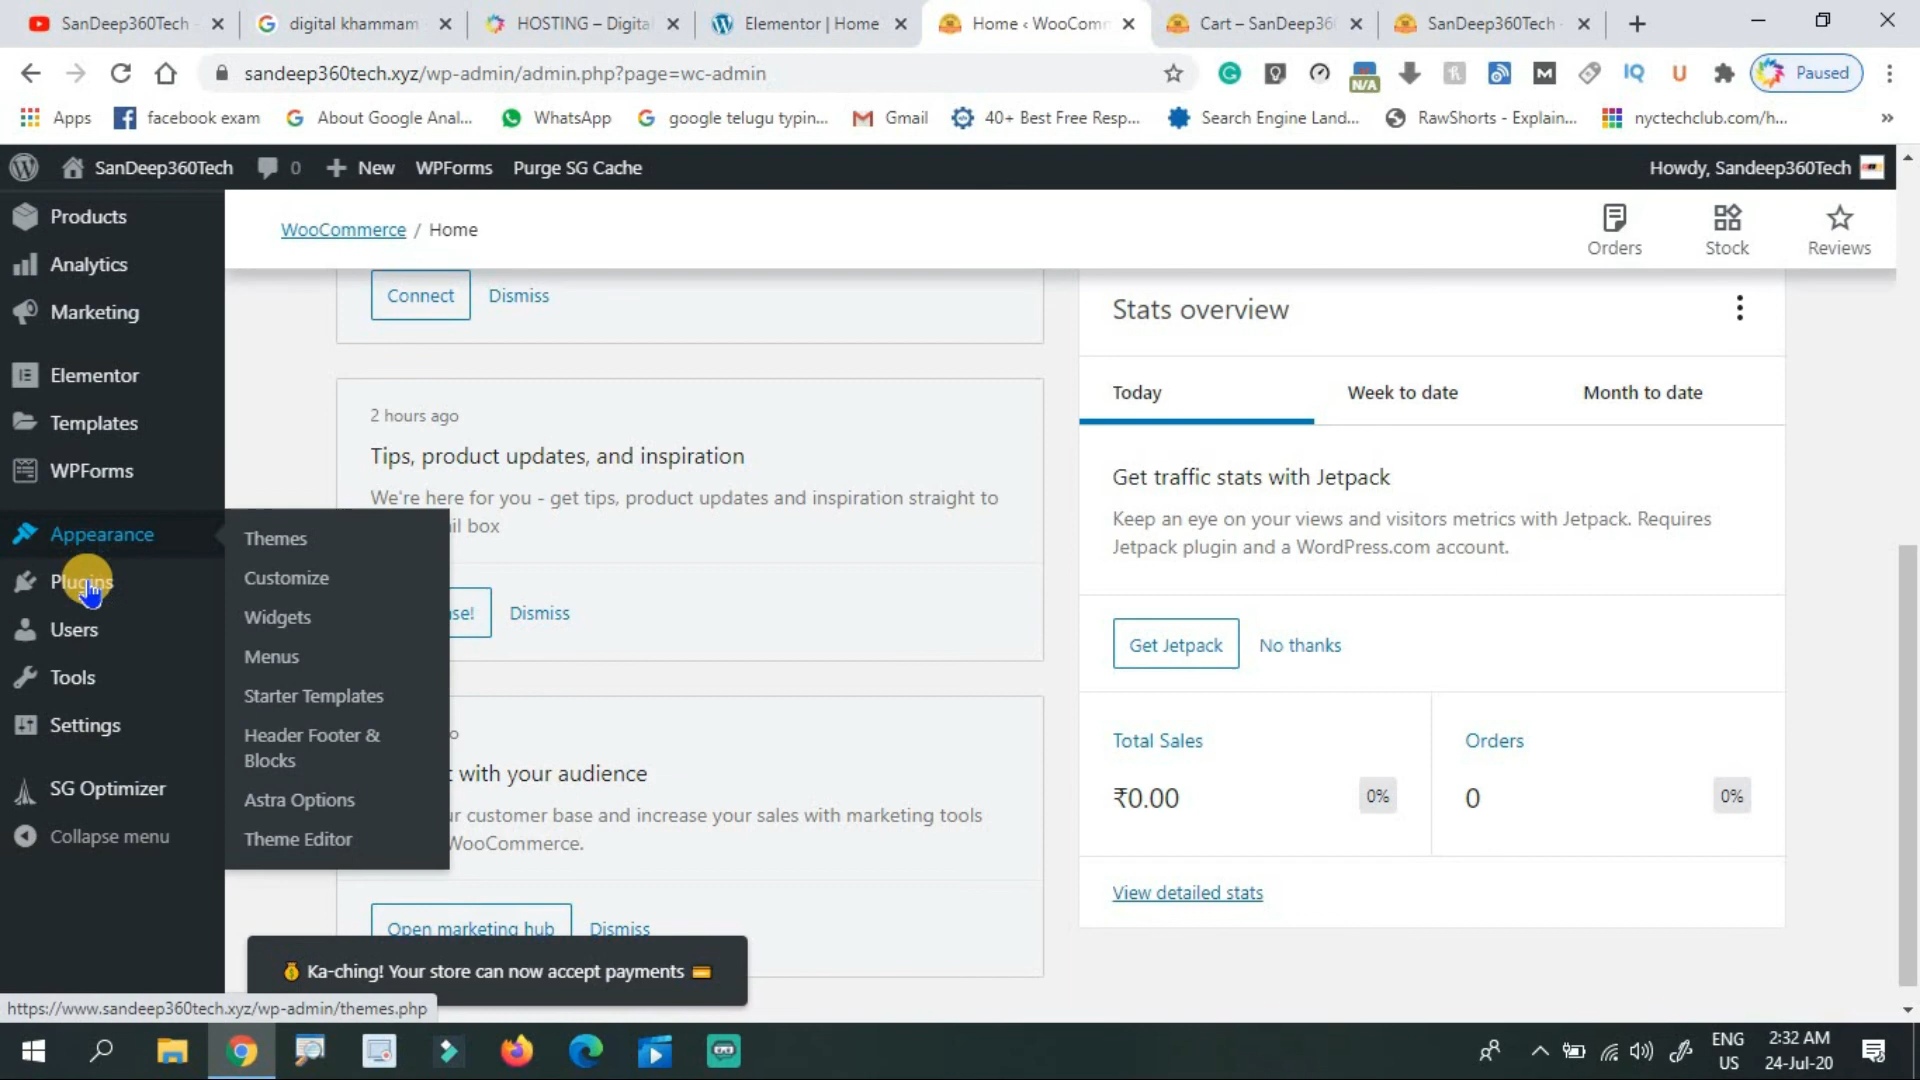 SanDeep360Tech
digital khammam
HOSTING – Digita
Elementor | Home
Home ‹ WooComm
Cart – SanDeep36
SanDeep360Tech
sandeep360tech.xyz/wp-admin/admin.php?page=wc-admin
N/A
IQ
Paused
Apps
facebook exam
About Google Anal...
WhatsApp
google telugu typin...
Gmail
40+ Best Free Resp...
Search Engine Land...
RawShorts - Explain...
nyctechclub.com/h...
»
SanDeep360Tech
0
New
WPForms
Purge SG Cache
Howdy, Sandeep360Tech
Products
Analytics
Marketing
Elementor
Templates
WPForms
Appearance
Plugins
Users
Tools
Settings
SG Optimizer
Collapse menu
Themes
Customize
Widgets
Menus
Starter Templates
Header Footer &
Blocks
Astra Options
Theme Editor
WooCommerce / Home
Orders
Stock
Reviews
Connect
Dismiss
2 hours ago
Tips, product updates, and inspiration
We're here for you - get tips, product updates and inspiration straight to
il box
se!
Dismiss
o
t with your audience
ur customer base and increase your sales with marketing tools
WooCommerce.
Open marketing hub
Dismiss
Ka-ching! Your store can now accept payments
Stats overview
Today
Week to date
Month to date
Get traffic stats with Jetpack
Keep an eye on your views and visitors metrics with Jetpack. Requires
Jetpack plugin and a WordPress.com account.
Get Jetpack
No thanks
Total Sales
₹0.00
0%
Orders
0
0%
View detailed stats
https://www.sandeep360tech.xyz/wp-admin/themes.php
ENG
US
2:32 AM
24-Jul-20